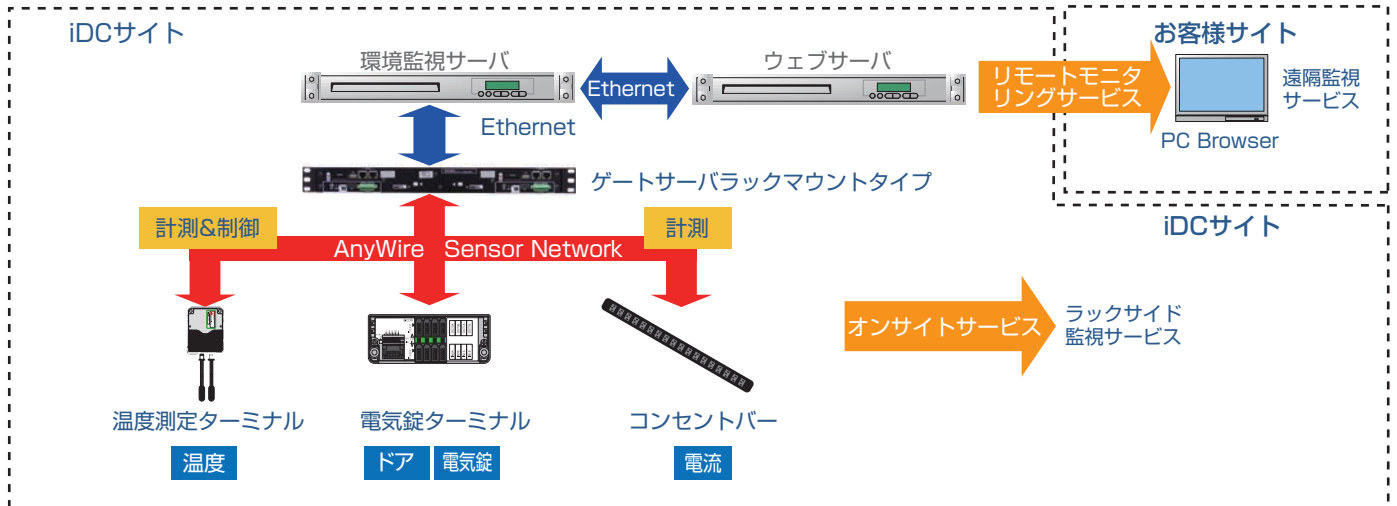 iDCサイト
お客様サイト
環境監視サーバ
ウェブサーバ
Ethernet
リモートモニタ
リングサービス
遠隔監視
サービス
Ethernet
PC Browser
ゲートサーバラックマウントタイプ
計測&制御
計測
iDCサイト
AnyWire Sensor Network
オンサイトサービス
ラックサイド
監視サービス
温度測定ターミナル
電気錠ターミナル
コンセントバー
温度
ドア
電気錠
電流